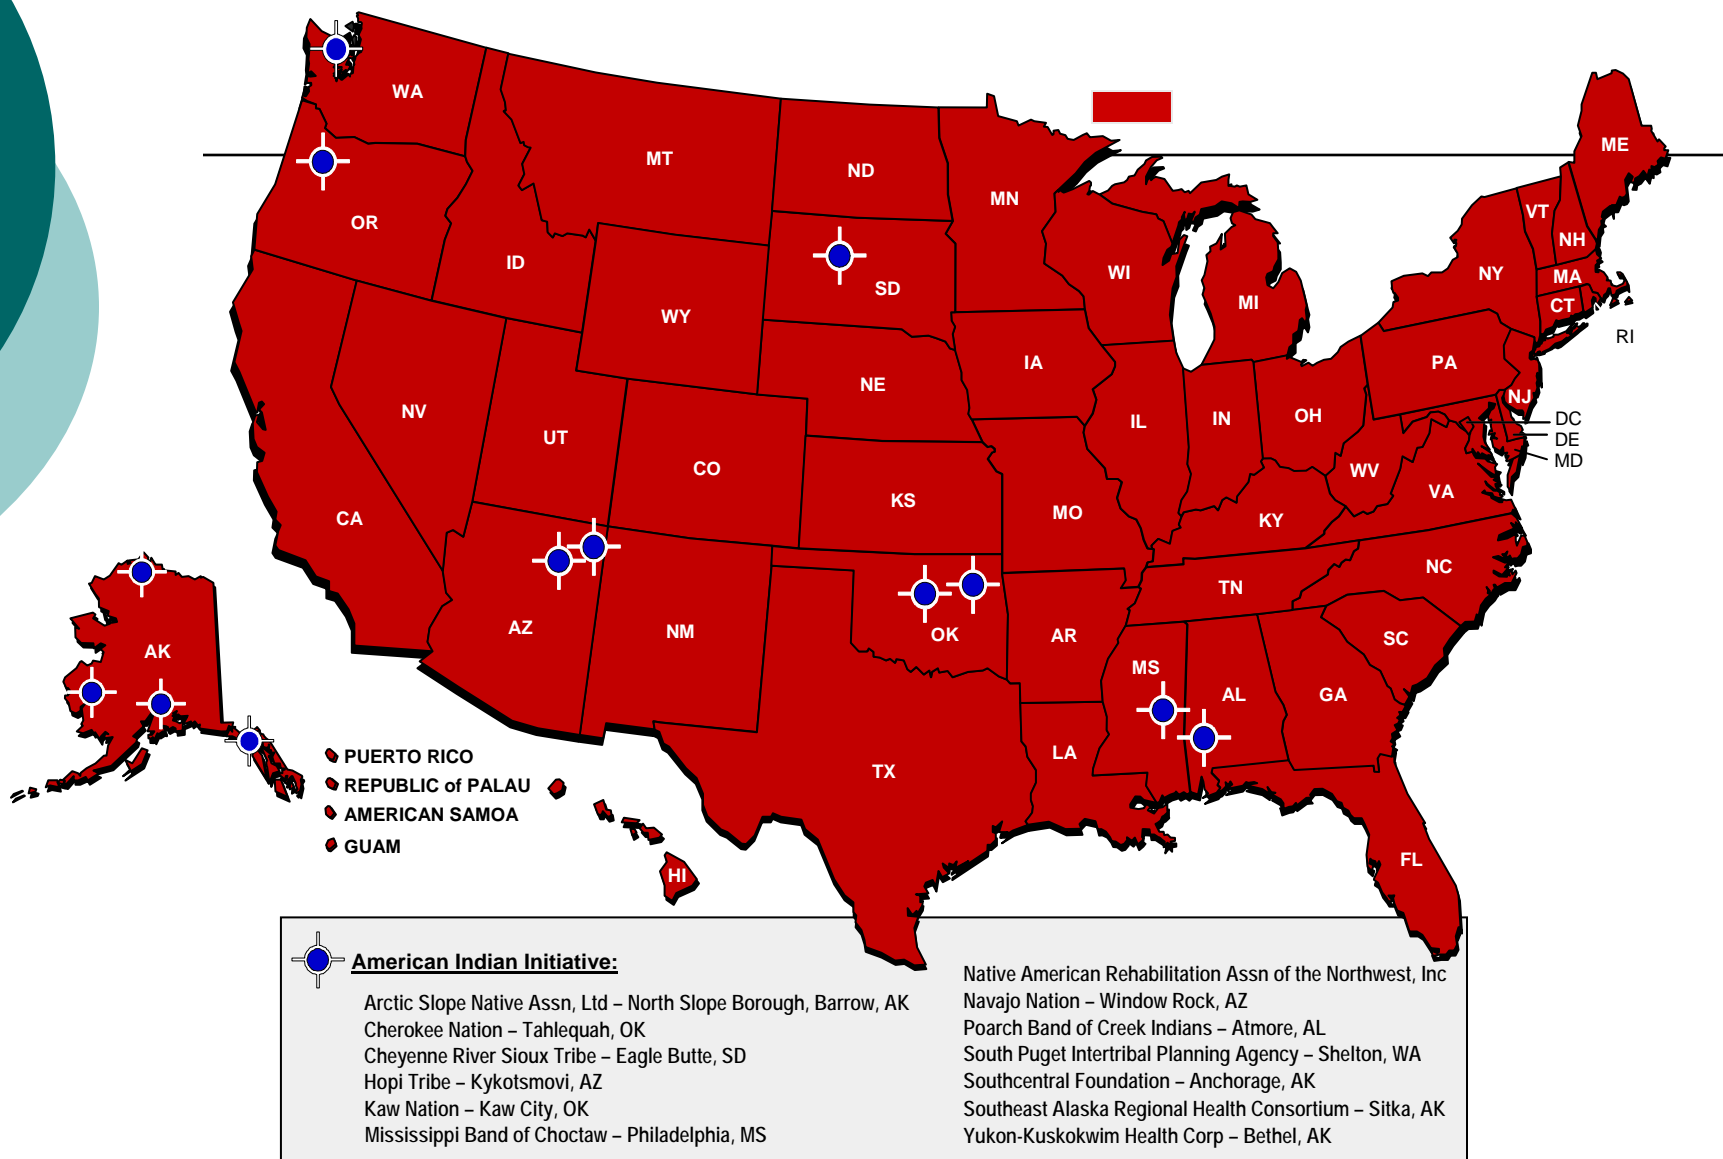 WA
MT
ND
MN
ME
OR
ID
SD
WI
VT
NH
NY
MA
MI
CT
WY
RI
IA
PA
NE
NJ
NV
UT
IL
IN
OH
DC
DE
MD
CO
WV
KS
VA
CA
MO
KY
NC
TN
AZ
NM
OK
AR
SC
AK
MS
AL
GA
LA
TX
PUERTO RICO
REPUBLIC of PALAU
AMERICAN SAMOA
GUAM
HI
FL
American Indian Initiative:
Arctic Slope Native Assn, Ltd – North Slope Borough, Barrow, AK
Cherokee Nation – Tahlequah, OK
Cheyenne River Sioux Tribe – Eagle Butte, SD
Hopi Tribe – Kykotsmovi, AZ
Kaw Nation – Kaw City, OK
Mississippi Band of Choctaw – Philadelphia, MS
Native American Rehabilitation Assn of the Northwest, Inc
Navajo Nation – Window Rock, AZ
Poarch Band of Creek Indians – Atmore, AL
South Puget Intertribal Planning Agency – Shelton, WA
Southcentral Foundation – Anchorage, AK
Southeast Alaska Regional Health Consortium – Sitka, AK
Yukon-Kuskokwim Health Corp – Bethel, AK